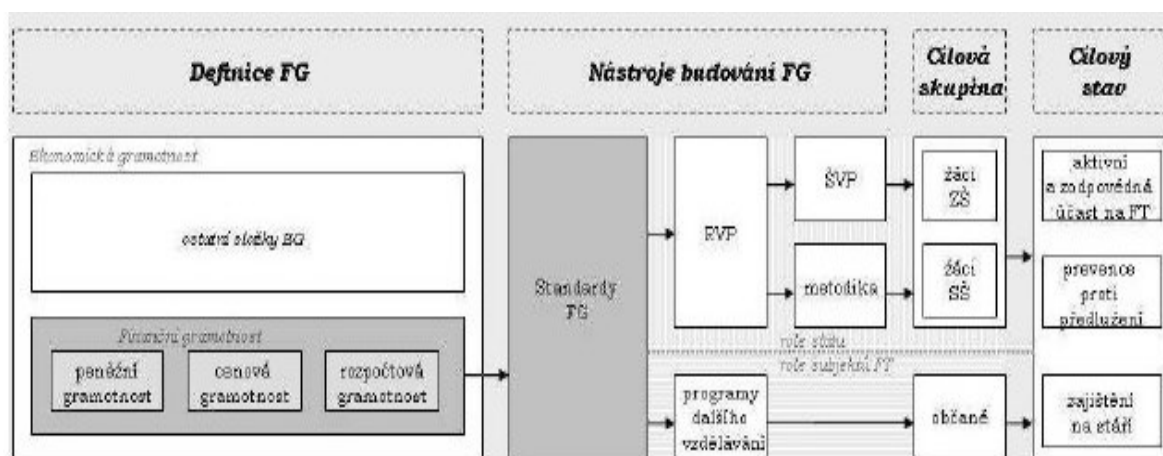 Definice FG
Nástroje budování FG
Cílová
skupina
Cílový
stav
Ekonomická gramotnost
ostatní složky EG
Finanční gramotnost
peněžní
gramotnost
cenová
gramotnost
rozpočtová
gramotnost
Standardy
FG
RVP
ŠVP
metodika
role státu
role subjektů FT
programy
dalšího
vzdělávání
žáci
ZŠ
žáci
SŠ
občané
aktivní
a zodpovědná
účast na FT
prevence
proti
předlužení
zajištění
na stáří